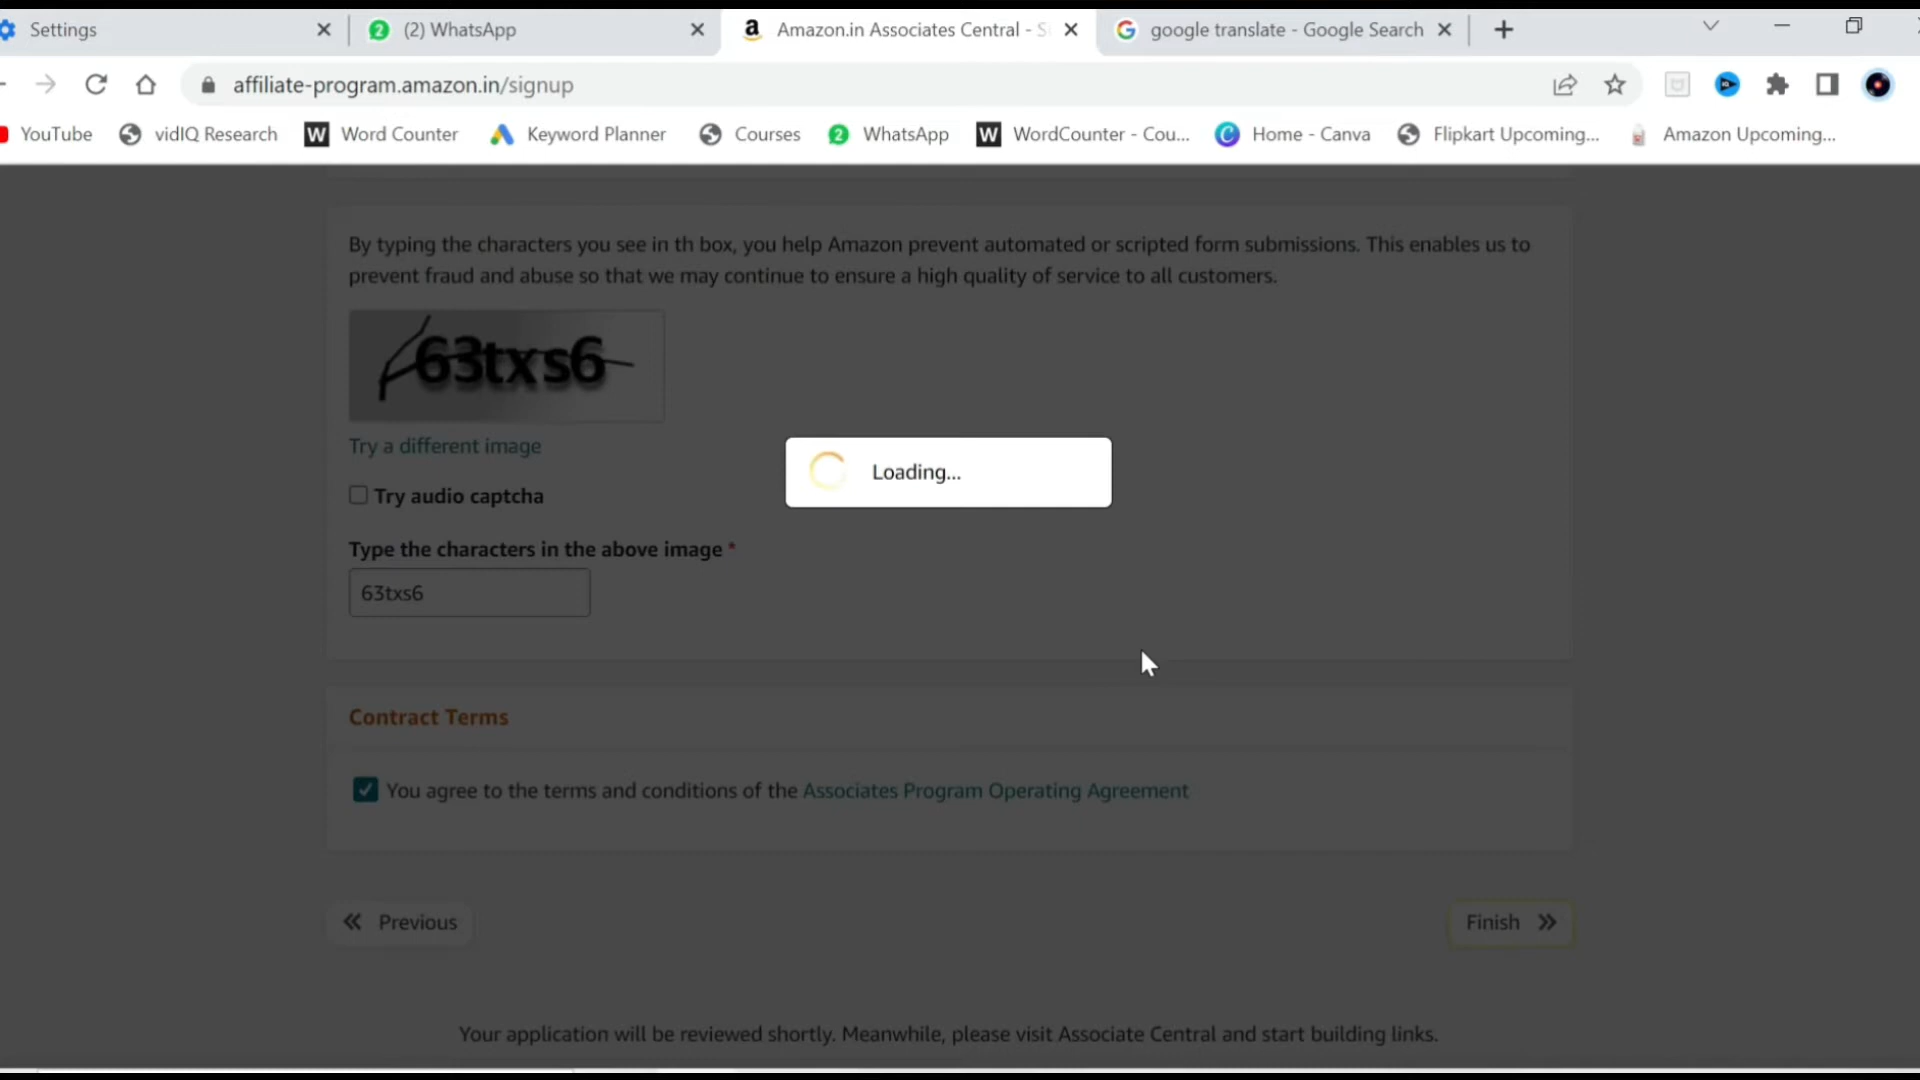 Settings
(2) WhatsApp
Amazon.in Associates Central - S
google translate - Google Search
affiliate-program.amazon.in/signup
YouTube
vidIQ Research
Word Counter
Keyword Planner
Courses
WhatsApp
WordCounter - Cou...
Home - Canva
Flipkart Upcoming...
Amazon Upcoming...
By typing the characters you see in th box, you help Amazon prevent automated or scripted form submissions. This enables us to
prevent fraud and abuse so that we may continue to ensure a high quality of service to all customers.
63txs6
Try a different image
Loading...
Try audio captcha
Type the characters in the above image *
63txs6
Contract Terms
You agree to the terms and conditions of the Associates Program Operating Agreement
Previous
Finish
Your application will be reviewed shortly. Meanwhile, please visit Associate Central and start building links.